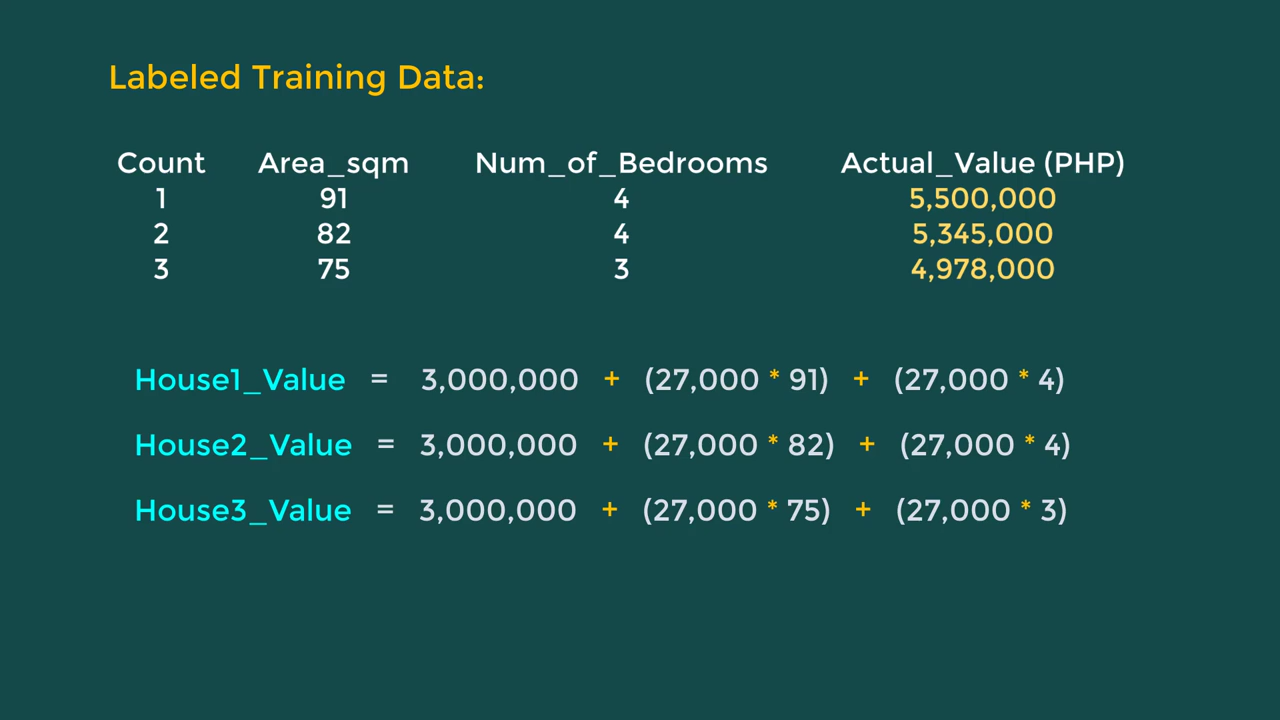 Labeled Training Data:
Count Area_sqm Num_of_Bedrooms Actual_Value (PHP)
1 91 4 5,500,000
2 82 4 5,345,000
3 75 3 4,978,000
House1_Value = 3,000,000 + (27,000 * 91) + (27,000 * 4)
House2_Value = 3,000,000 + (27,000 * 82) + (27,000 * 4)
House3_Value = 3,000,000 + (27,000 * 75) + (27,000 * 3)